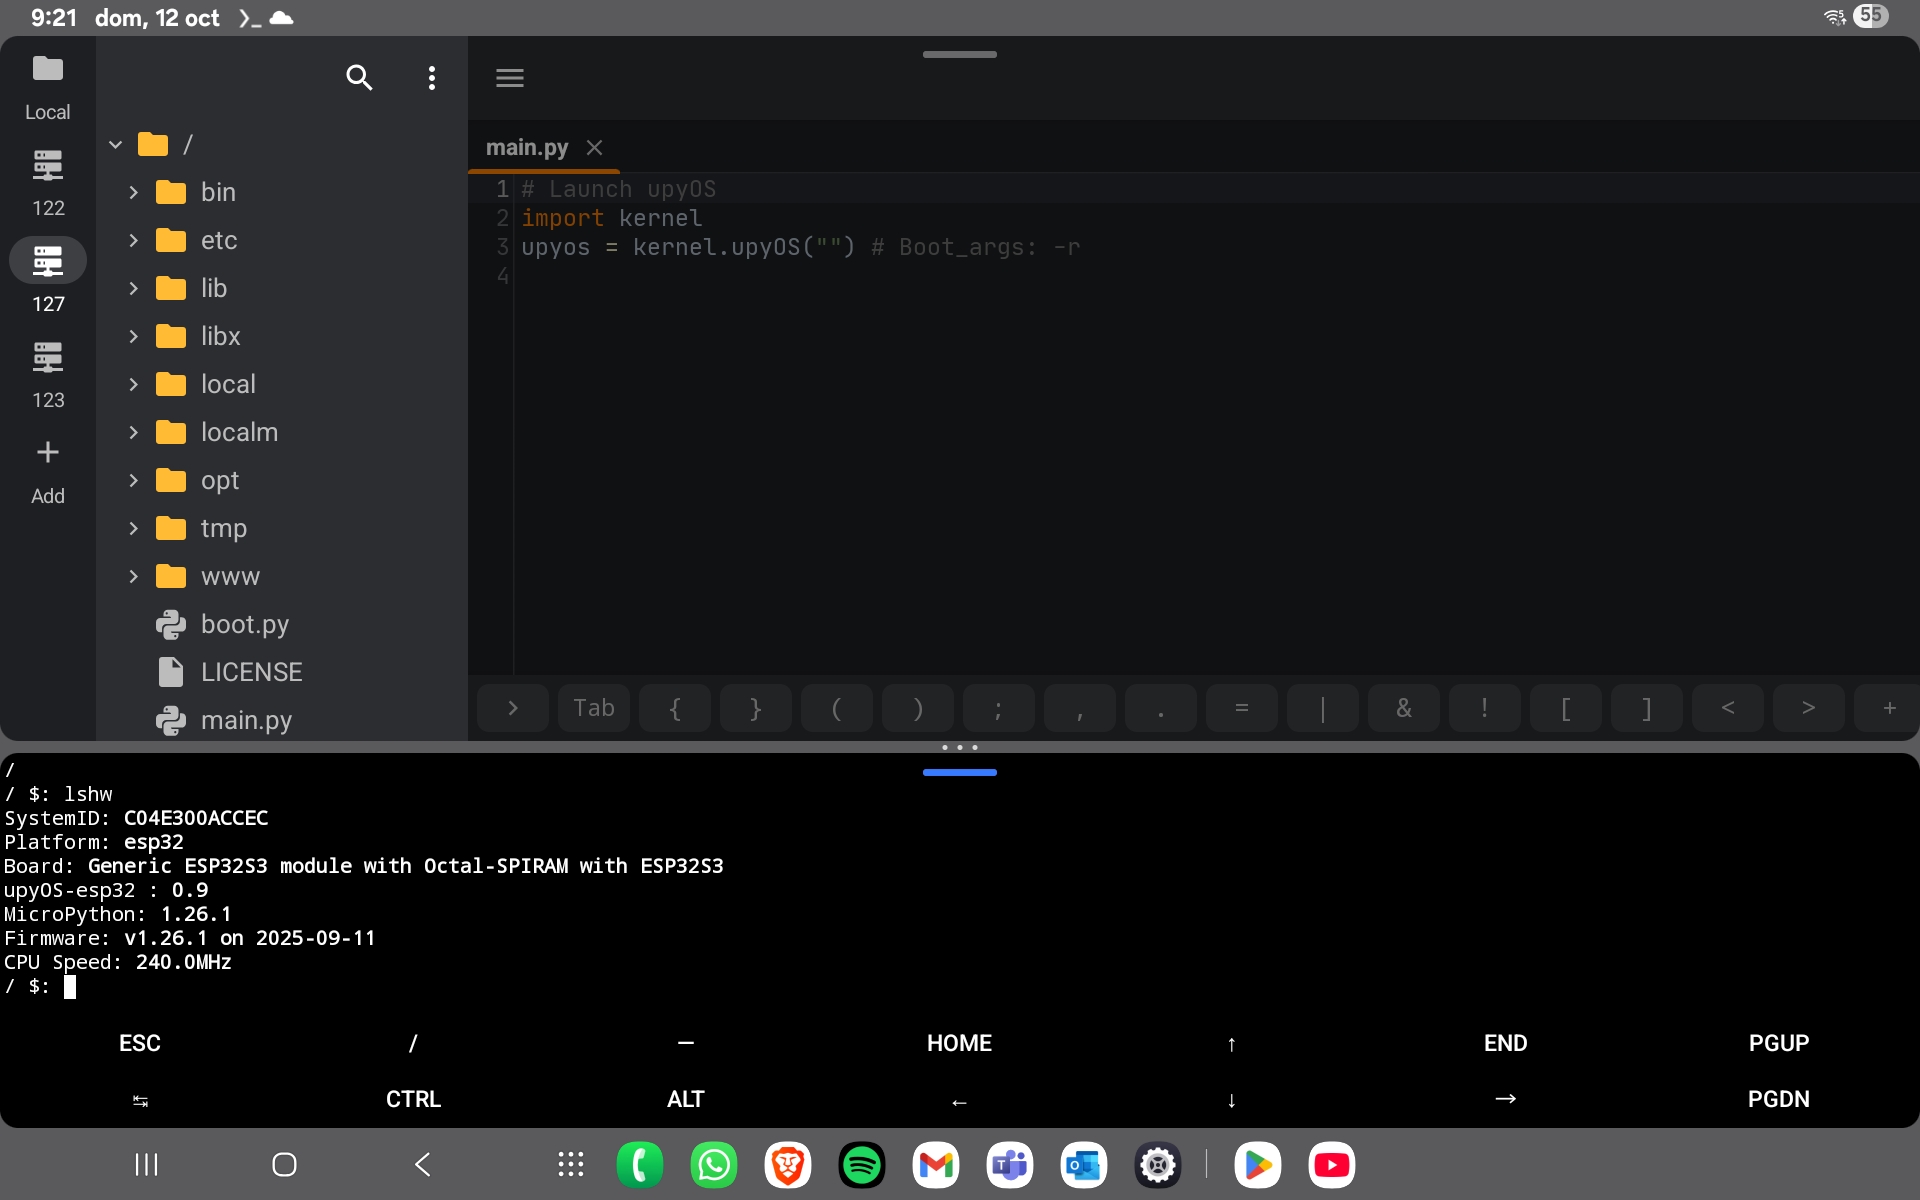 9:21 dom, 12 oct
55
Local
122
127
123
Add
/
bin
etc
lib
libx
local
localm
opt
tmp
www
boot.py
LICENSE
main.py
main.py
1 # Launch upyOS
2 import kernel
3 upyos = kernel.upyOS("") # Boot_args: -r
4
> Tab { } ( ) ; , . = | & ! [ ] < > +
/
/ $: lshw
SystemID: C04E300ACCEC
Platform: esp32
Board: Generic ESP32S3 module with Octal-SPIRAM with ESP32S3
upyOS-esp32 : 0.9
MicroPython: 1.26.1
Firmware: v1.26.1 on 2025-09-11
CPU Speed: 240.0MHz
/ $:
ESC / — HOME ↑ END PGUP
↹ CTRL ALT ← ↓ → PGDN